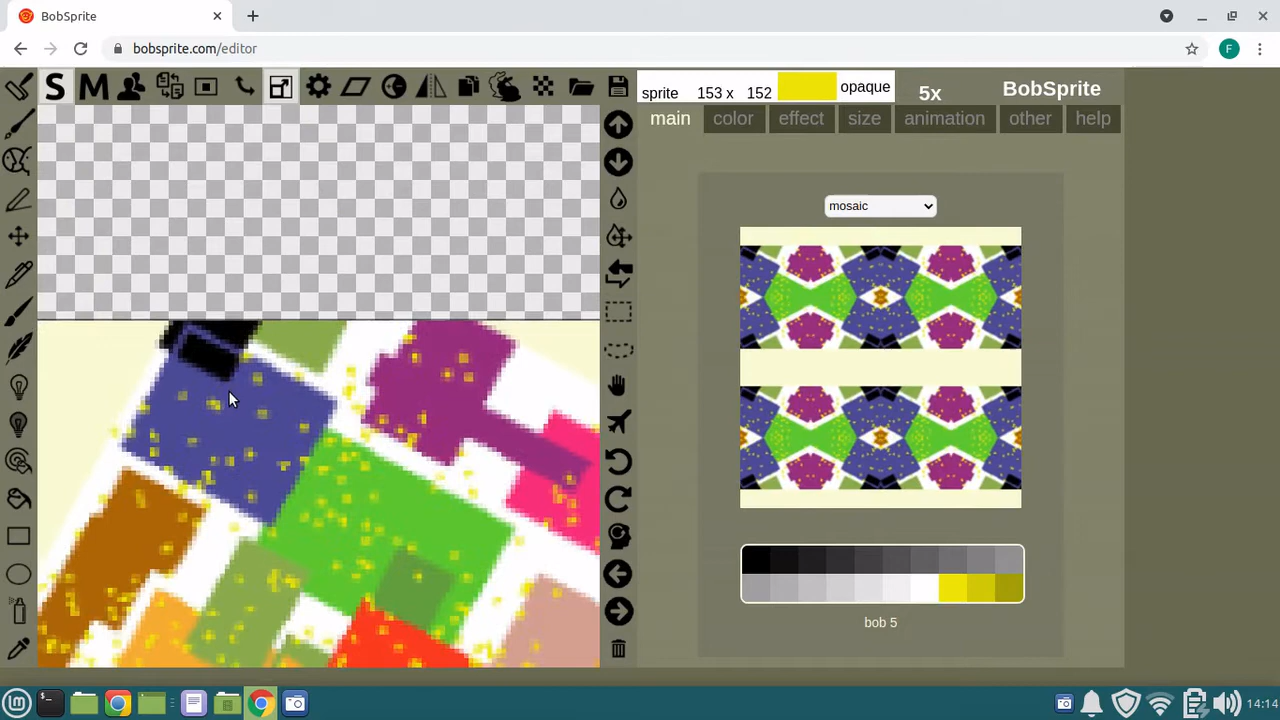 BobSprite
bobsprite.com/editor
F
S M
sprite 153 x 152 opaque 5x BobSprite
main color effect size animation other help
mosaic
bob 5
14:14